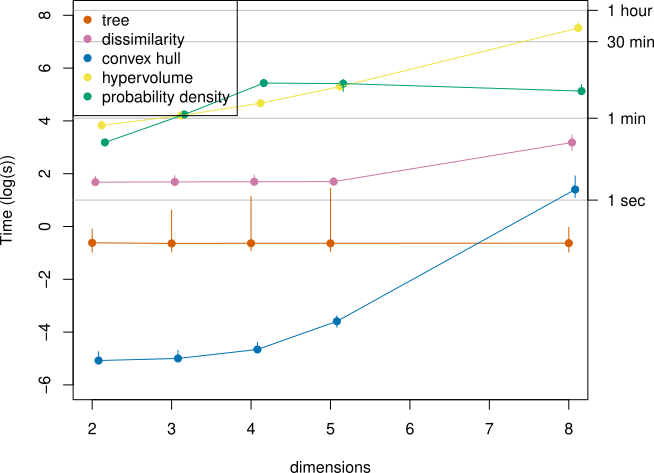 tree
dissimilarity
convex hull
hypervolume
probability density
Time (log(s))
8
6
4
2
0
−2
−4
−6
1 hour
30 min
1 min
1 sec
2 3 4 5 6 7 8
dimensions